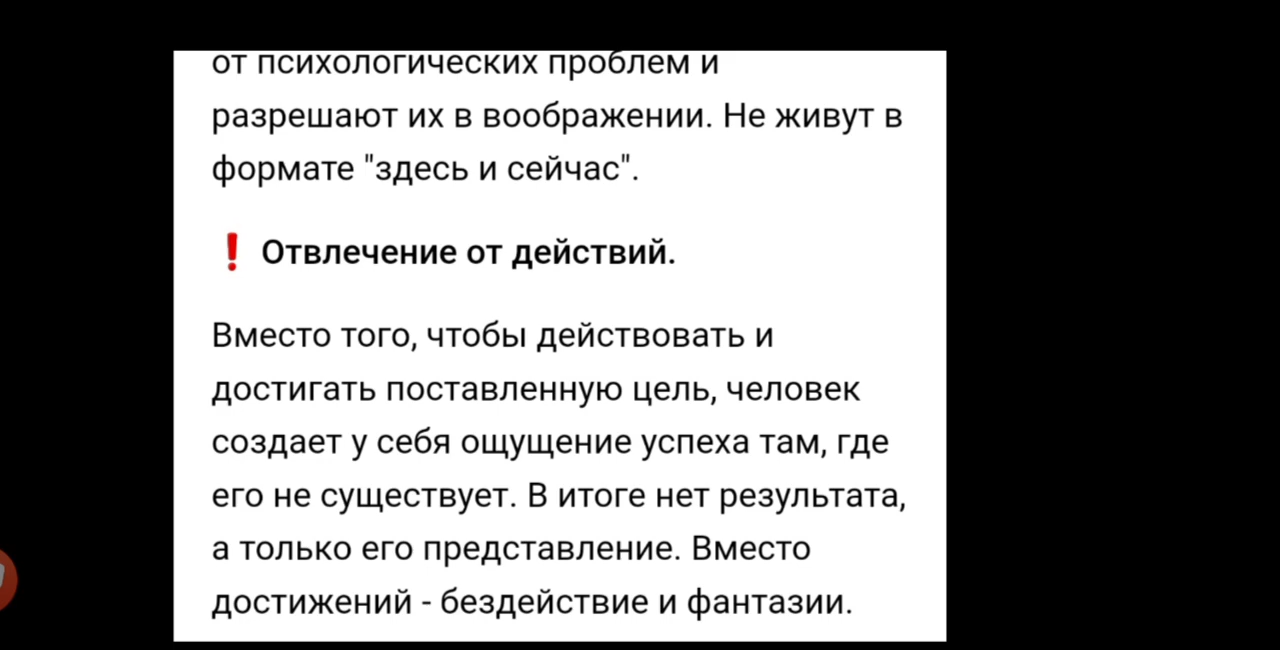 от психологических проблем и
разрешают их в воображении. Не живут в
формате "здесь и сейчас".
❗ Отвлечение от действий.
Вместо того, чтобы действовать и
достигать поставленную цель, человек
создает у себя ощущение успеха там, где
его не существует. В итоге нет результата,
а только его представление. Вместо
достижений - бездействие и фантазии.